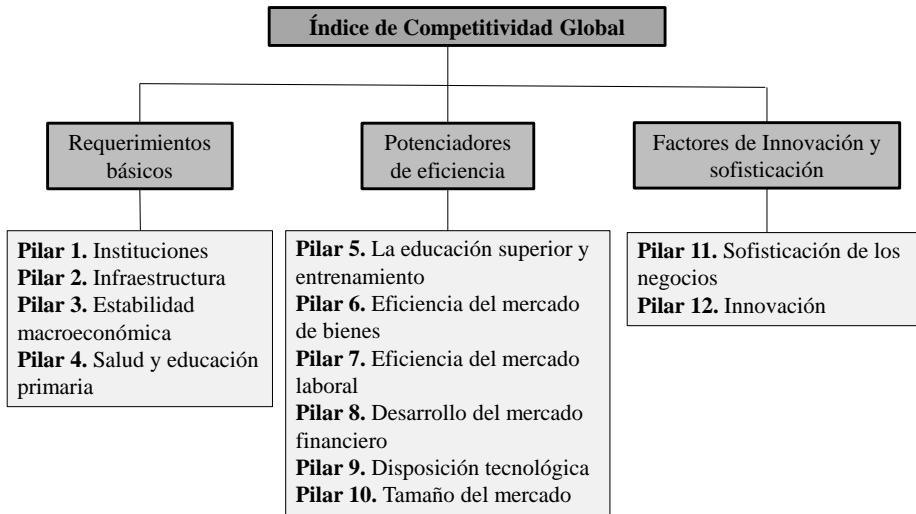 Índice de Competitividad Global
Requerimientos
básicos
Pilar 1. Instituciones
Pilar 2. Infraestructura
Pilar 3. Estabilidad
macroeconómica
Pilar 4. Salud y educación
primaria
Potenciadores
de eficiencia
Pilar 5. La educación superior y
entrenamiento
Pilar 6. Eficiencia del mercado
de bienes
Pilar 7. Eficiencia del mercado
laboral
Pilar 8. Desarrollo del mercado
financiero
Pilar 9. Disposición tecnológica
Pilar 10. Tamaño del mercado
Factores de Innovación y
sofisticación
Pilar 11. Sofisticación de los
negocios
Pilar 12. Innovación